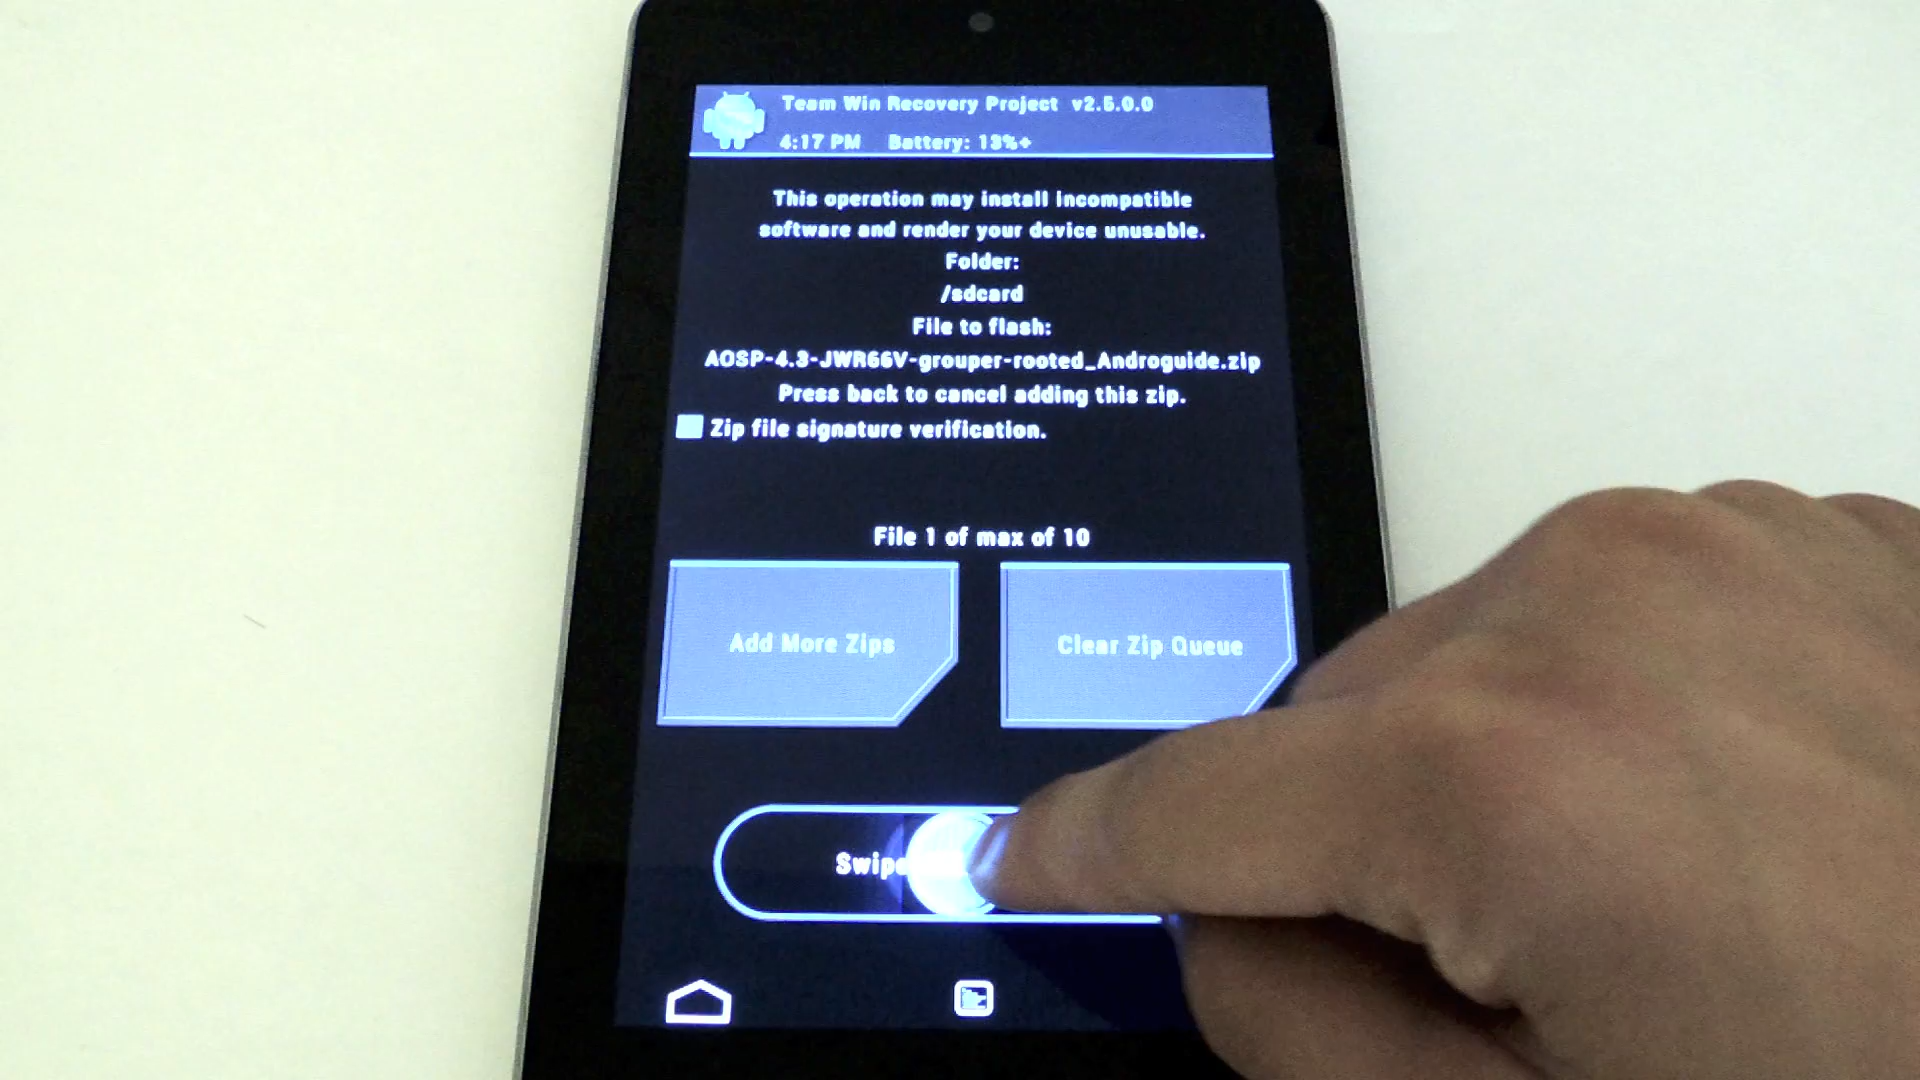 Team Win Recovery Project v2.5.0.0
4:17 PM Battery: 13%+
This operation may install incompatible
software and render your device unusable.
Folder:
/sdcard
File to flash:
AOSP-4.3-JWR66V-grouper-rooted_Androguide.zip
Press back to cancel adding this zip.
Zip file signature verification.
File 1 of max of 10
Add More Zips
Clear Zip Queue
Swipe